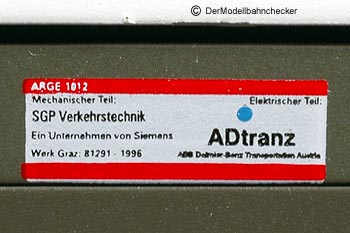 © DerModellbahnchecker
ARGE 1012
Mechanischer Teil:
Elektrischer Teil:
SGP Verkehrstechnik
Ein Unternehmen von Siemens
ADtranz
Werk Graz: 81291 - 1996
ABB Daimler-Benz Transportation Austria